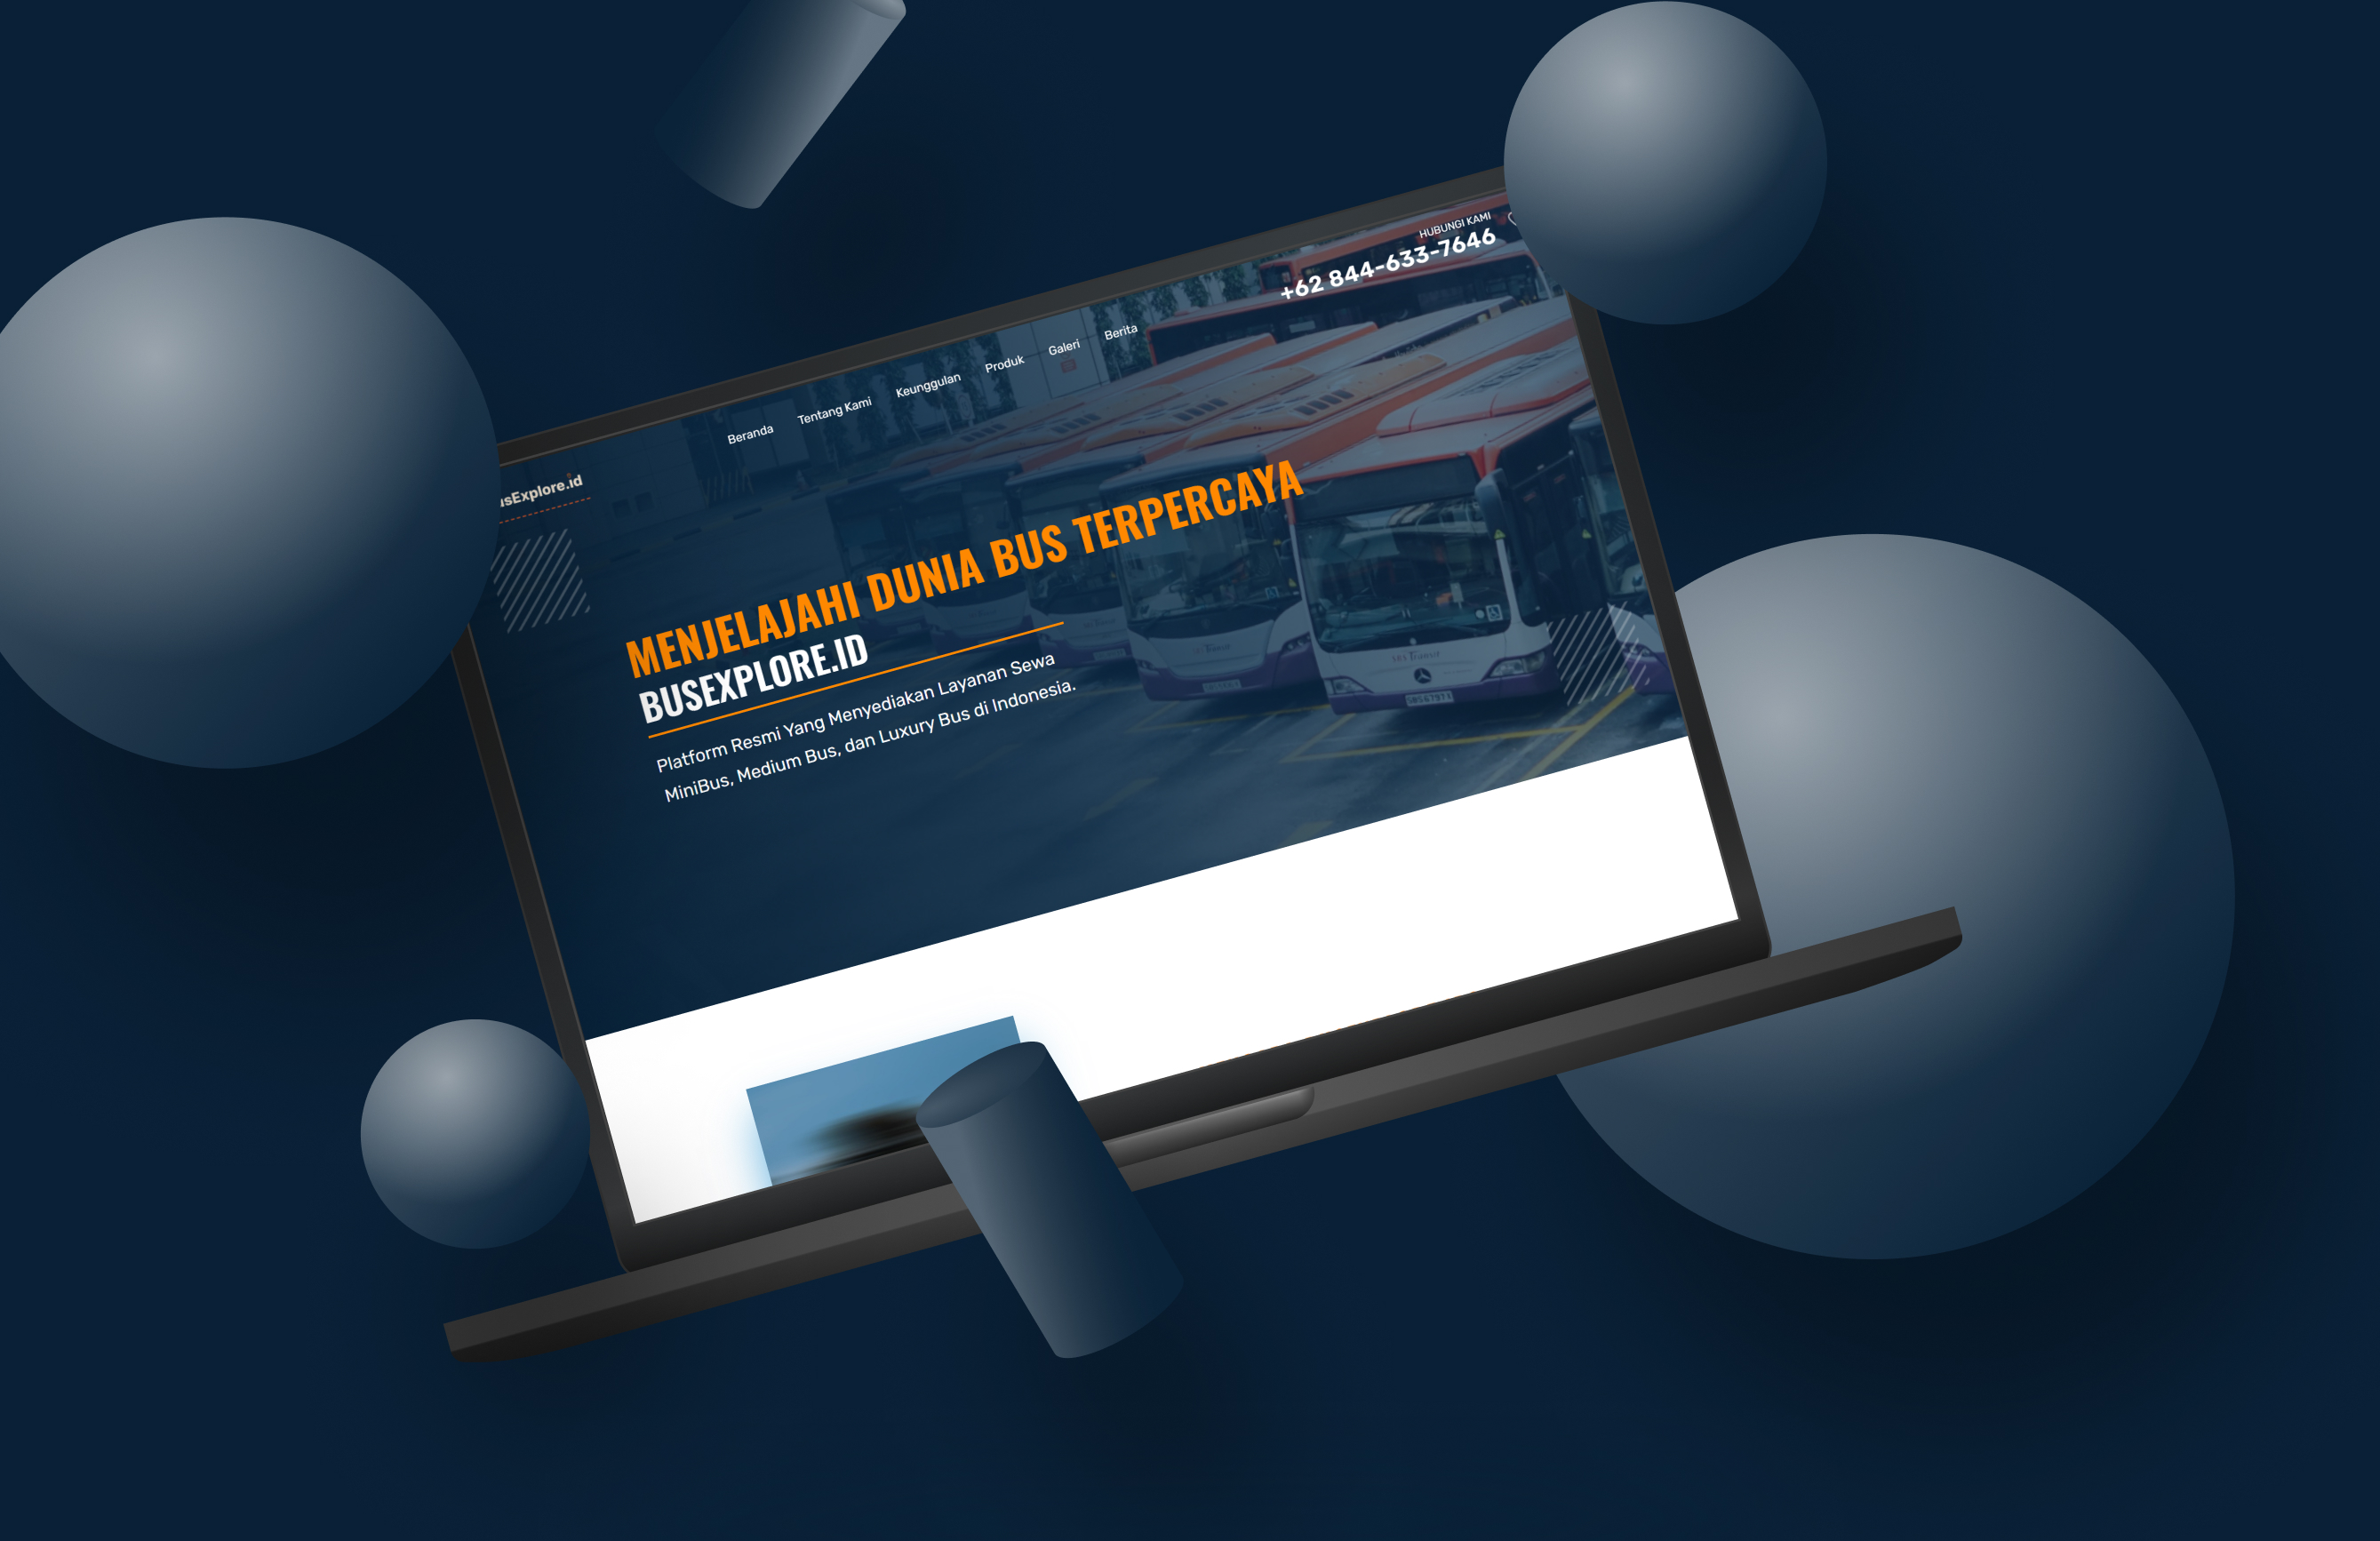 HUBUNGI KAMI
+62 844-633-7646
Beranda Tentang Kami Keunggulan Produk Galeri Berita
usExplore.id
MENJELAJAHI DUNIA BUS TERPERCAYA
BUSEXPLORE.ID
Platform Resmi Yang Menyediakan Layanan Sewa
MiniBus, Medium Bus, dan Luxury Bus di Indonesia.